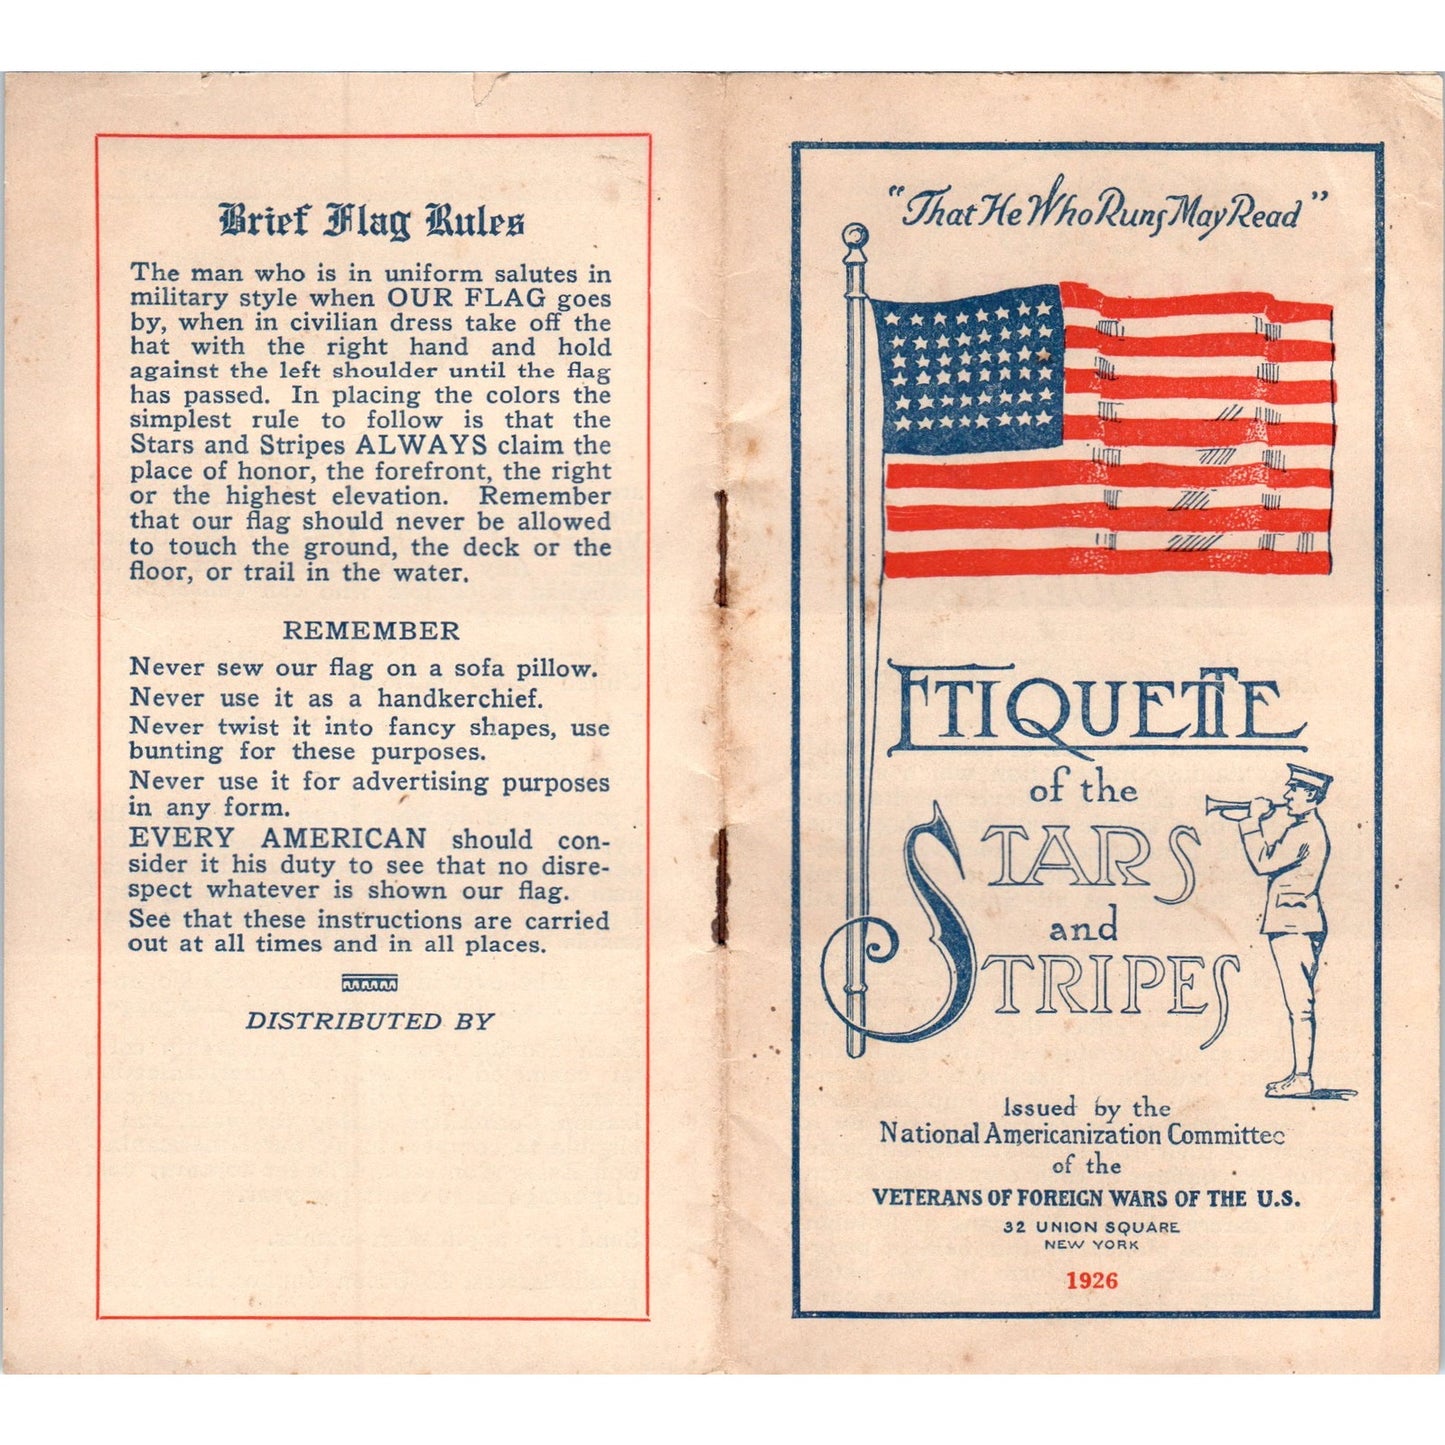 Brief Flag Rules
The man who is in uniform salutes in
military style when OUR FLAG goes
by, when in civilian dress take off the
hat with the right hand and hold
against the left shoulder until the flag
has passed. In placing the colors the
simplest rule to follow is that the
Stars and Stripes ALWAYS claim the
place of honor, the forefront, the right
or the highest elevation. Remember
that our flag should never be allowed
to touch the ground, the deck or the
floor, or trail in the water.
REMEMBER
Never sew our flag on a sofa pillow.
Never use it as a handkerchief.
Never twist it into fancy shapes, use
bunting for these purposes.
Never use it for advertising purposes
in any form.
EVERY AMERICAN should con-
sider it his duty to see that no disre-
spect whatever is shown our flag.
See that these instructions are carried
out at all times and in all places.
DISTRIBUTED BY
"That He Who Runs May Read"
ETIQUETTE
of the
STARS
and
STRIPES
Issued by the
National Americanization Committee
of the
VETERANS OF FOREIGN WARS OF THE U.S.
32 UNION SQUARE
NEW YORK
1926